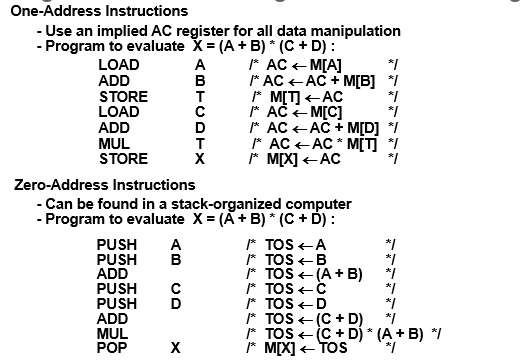 One-Address Instructions
- Use an implied AC register for all data manipulation
- Program to evaluate X = (A + B) * (C + D) :
LOAD A /* AC ← M[A] */
ADD B /* AC ← AC + M[B] */
STORE T /* M[T] ← AC */
LOAD C /* AC ← M[C] */
ADD D /* AC ← AC + M[D] */
MUL T /* AC ← AC * M[T] */
STORE X /* M[X] ← AC */
Zero-Address Instructions
- Can be found in a stack-organized computer
- Program to evaluate X = (A + B) * (C + D) :
PUSH A /* TOS ← A */
PUSH B /* TOS ← B */
ADD /* TOS ← (A + B) */
PUSH C /* TOS ← C */
PUSH D /* TOS ← D */
ADD /* TOS ← (C + D) */
MUL /* TOS ← (C + D) * (A + B) */
POP X /* M[X] ← TOS */